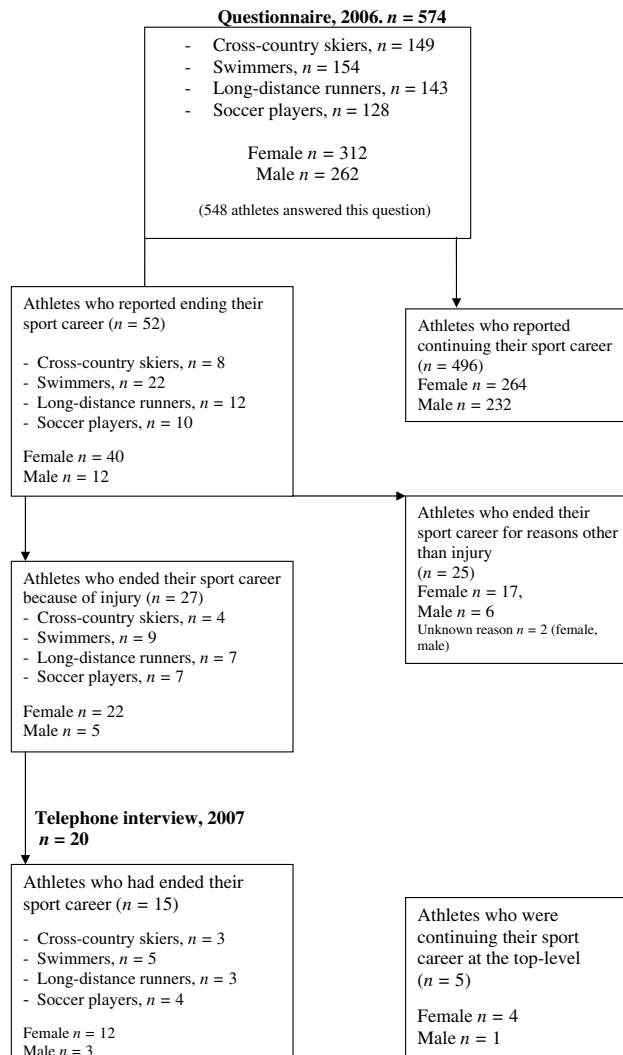 Questionnaire, 2006. n = 574
- Cross-country skiers, n = 149
- Swimmers, n = 154
- Long-distance runners, n = 143
- Soccer players, n = 128
Female n = 312
Male n = 262
(548 athletes answered this question)
Athletes who reported ending their
sport career (n = 52)
- Cross-country skiers, n = 8
- Swimmers, n = 22
- Long-distance runners, n = 12
- Soccer players, n = 10
Female n = 40
Male n = 12
Athletes who reported
continuing their sport career
(n = 496)
Female n = 264
Male n = 232
Athletes who ended their
sport career for reasons other
than injury
(n = 25)
Female n = 17,
Male n = 6
Unknown reason n = 2 (female,
male)
Athletes who ended their sport career
because of injury (n = 27)
- Cross-country skiers, n = 4
- Swimmers, n = 9
- Long-distance runners, n = 7
- Soccer players, n = 7
Female n = 22
Male n = 5
Telephone interview, 2007
n = 20
Athletes who had ended their
sport career (n = 15)
- Cross-country skiers, n = 3
- Swimmers, n = 5
- Long-distance runners, n = 3
- Soccer players, n = 4
Female n = 12
Male n = 3
Athletes who were
continuing their sport
career at the top-level
(n = 5)
Female n = 4
Male n = 1